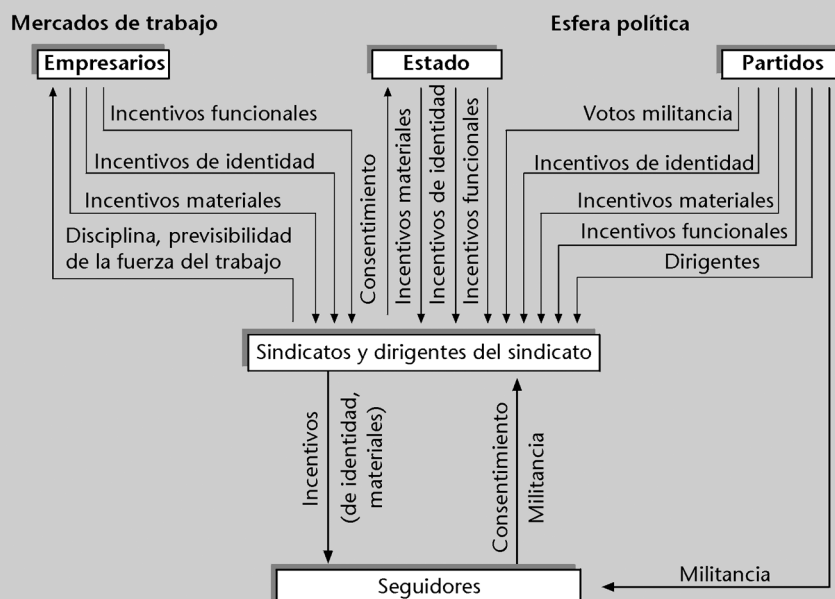 Mercados de trabajo
Esfera política
Empresarios
Estado
Partidos
Incentivos funcionales
Incentivos de identidad
Incentivos materiales
Disciplina, previsibilidad
de la fuerza del trabajo
Consentimiento
Incentivos materiales
Incentivos de identidad
Incentivos funcionales
Votos militancia
Incentivos de identidad
Incentivos materiales
Incentivos funcionales
Dirigentes
Sindicatos y dirigentes del sindicato
Incentivos
(de identidad,
materiales)
Consentimiento
Militancia
Seguidores
Militancia